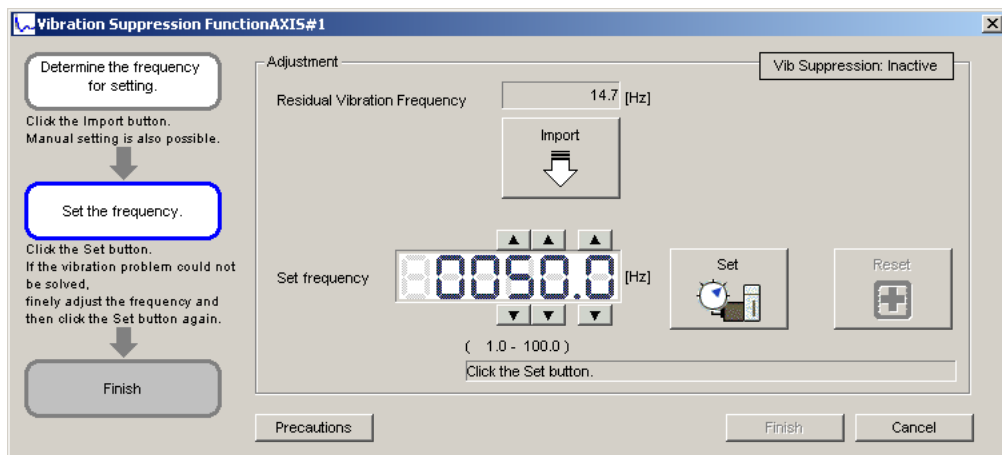 Vibration Suppression FunctionAXIS#1
Determine the frequency
for setting.
Click the Import button.
Manual setting is also possible.
Set the frequency.
Click the Set button.
If the vibration problem could not
be solved,
finely adjust the frequency and
then click the Set button again.
Finish
Adjustment
Vib Suppression: Inactive
Residual Vibration Frequency
14.7 [Hz]
Import
Set frequency
0050.0 [Hz]
Set
Reset
( 1.0 - 100.0 )
Click the Set button.
Precautions
Finish
Cancel